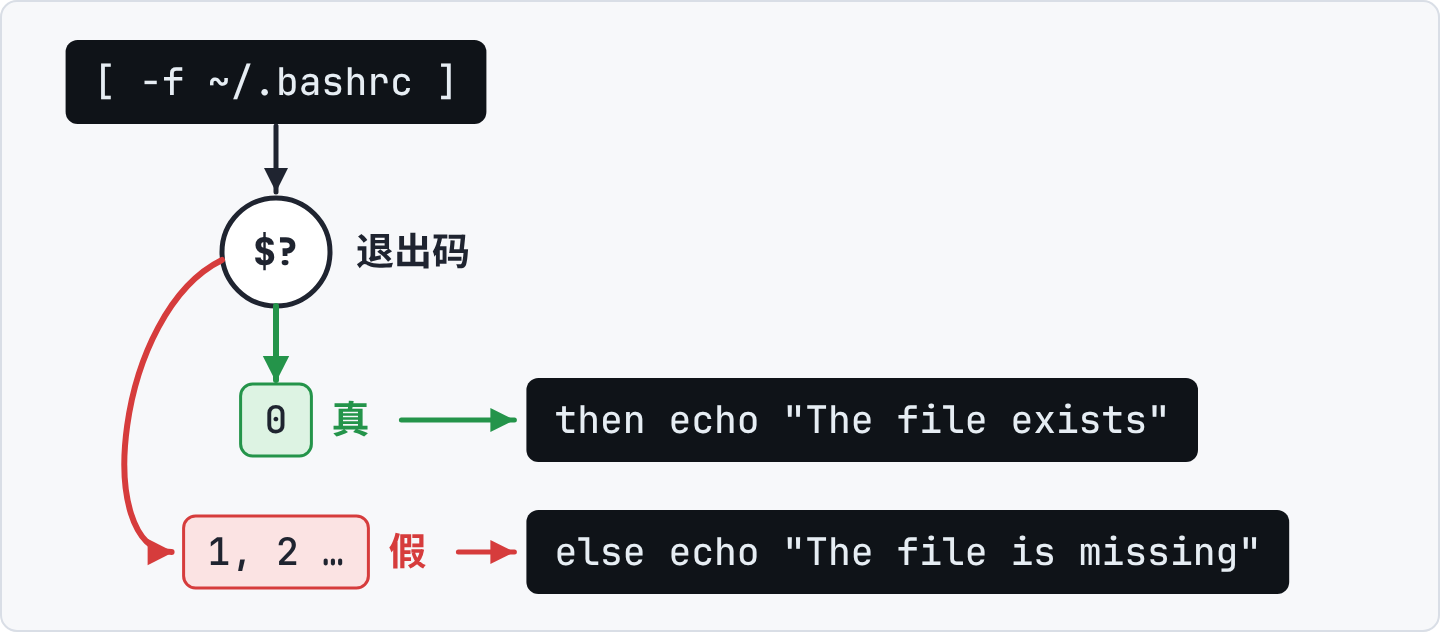 [ -f ~/.bashrc ]
$? 退出码
0 真 then echo "The file exists"
1, 2 … 假 else echo "The file is missing"